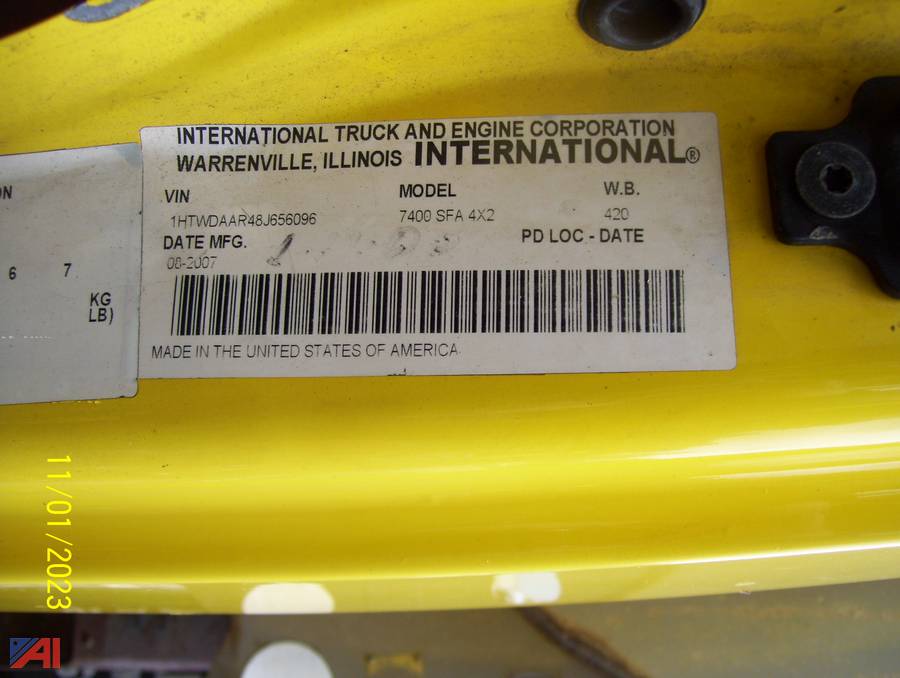 INTERNATIONAL TRUCK AND ENGINE CORPORATION
WARRENVILLE, ILLINOIS INTERNATIONAL®
VIN MODEL W.B.
1HTWDAAR48J656096 7400 SFA 4X2 420
DATE MFG. PD LOC - DATE
08-2007
MADE IN THE UNITED STATES OF AMERICA
ON
6 7
KG
LB)
11/01/2023
AI